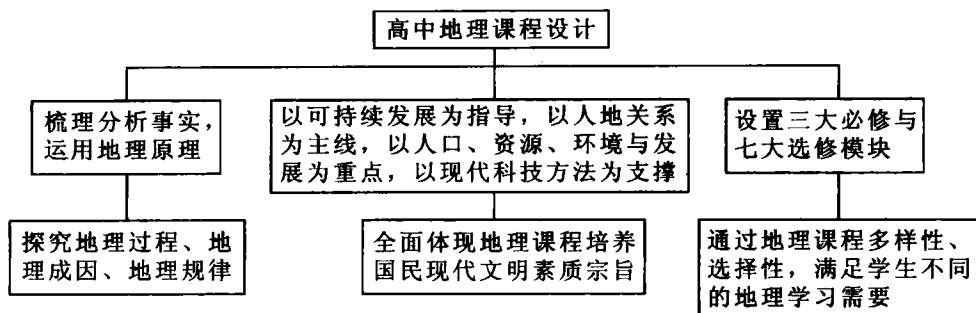 高中地理课程设计
梳理分析事实，
运用地理原理
以可持续发展为指导，以人地关系
为主线，以人口、资源、环境与发
展为重点，以现代科技方法为支撑
设置三大必修与
七大选修模块
探究地理过程、地
理成因、地理规律
全面体现地理课程培养
国民现代文明素质宗旨
通过地理课程多样性、
选择性，满足学生不同
的地理学习需要